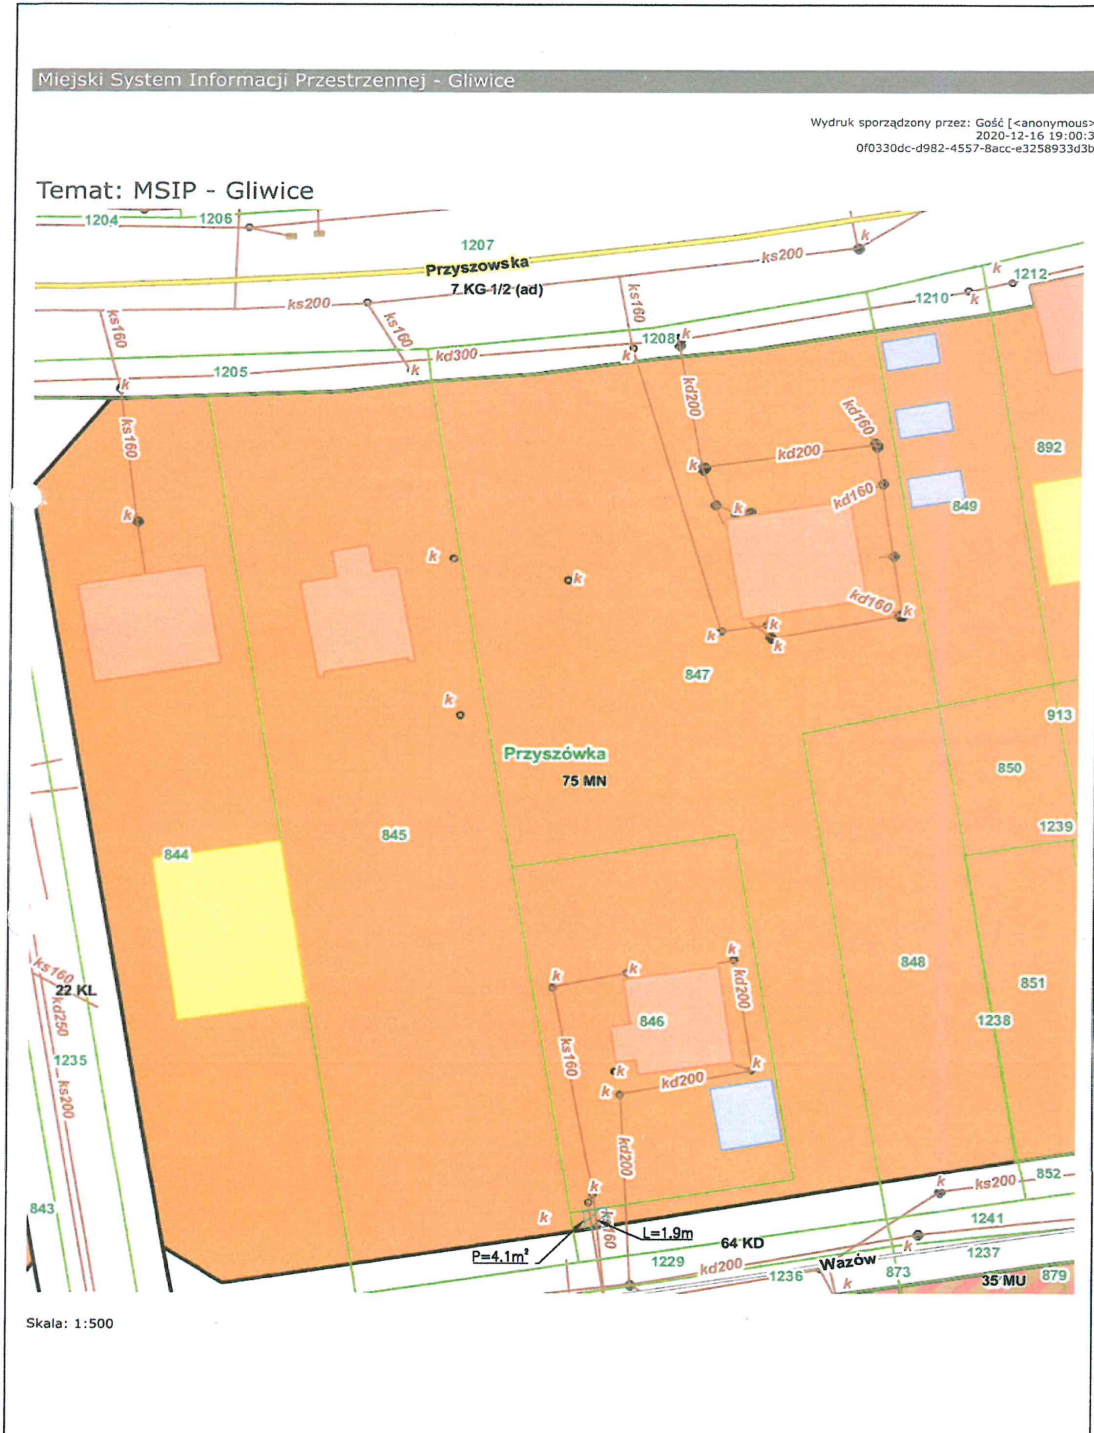 Miejski System Informacji Przestrzennej - Gliwice
Wydruk sporządzony przez: Gość [<anonymous>
2020-12-16 19:00:3
0f0330dc-d982-4557-8acc-e3258933d3b
Temat: MSIP - Gliwice
1204
1206
1207
Przyszowska
7 KG 1/2 (ad)
ks200
k
k
1212
ks200
ks160
1210
k
ks160
ks160
1208
k
k
kd300
1205
k
k
ks160
kd200
kd160
kd200
892
k
kd160
849
k
k
k
k
kd160
k
k
k
k
847
k
913
Przyszówka
75 MN
850
1239
845
844
k
848
ks160
k
k
851
22 KL
kd200
kd250
846
1238
1235
ks160
k
k
kd200
k
ks200
kd200
852
k
k
ks200
843
k
ks160
1241
L=1.9m
64 KD
k
P=4.1m²
1237
1229
kd200
Wazów
1236
873
35 MU
879
k
Skala: 1:500